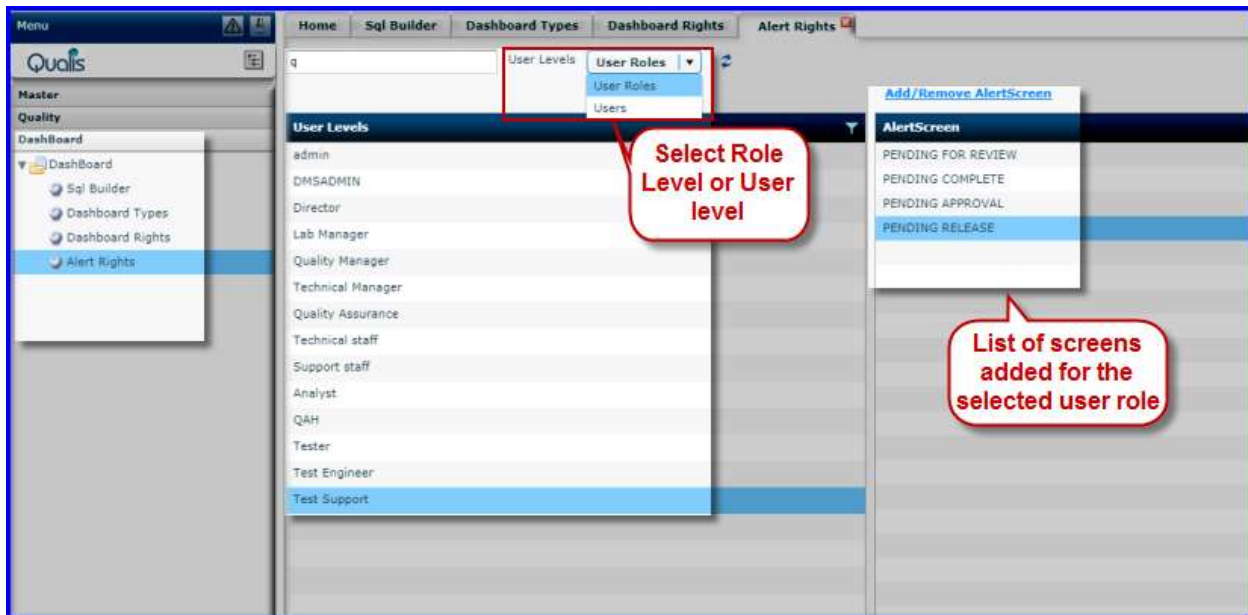 Menu
Qualis
Master
Quality
DashBoard
DashBoard
Sql Builder
Dashboard Types
Dashboard Rights
Alert Rights
Home
Sql Builder
Dashboard Types
Dashboard Rights
Alert Rights
q
User Levels
User Roles
User Roles
Users
User Levels
admin
DMSADMIN
Director
Lab Manager
Quality Manager
Technical Manager
Quality Assurance
Technical staff
Support staff
Analyst
QAH
Tester
Test Engineer
Test Support
Select Role
Level or User
level
Add/Remove AlertScreen
AlertScreen
PENDING FOR REVIEW
PENDING COMPLETE
PENDING APPROVAL
PENDING RELEASE
List of screens
added for the
selected user role